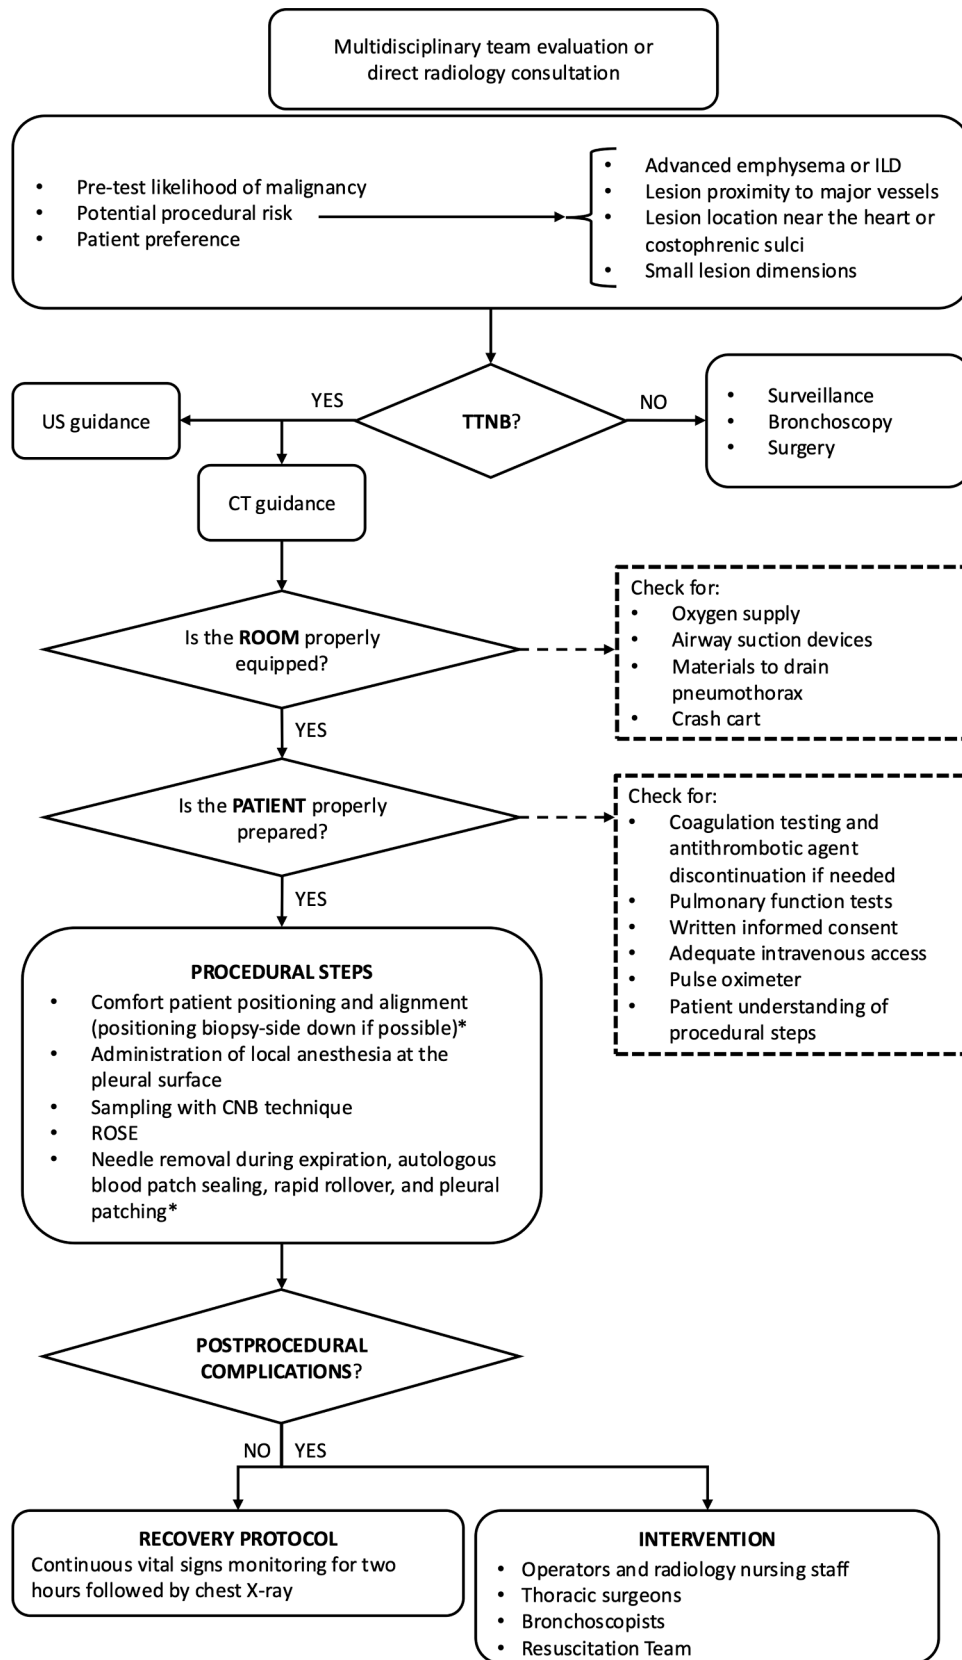 Multidisciplinary team evaluation or
direct radiology consultation
• Pre-test likelihood of malignancy
• Potential procedural risk
• Patient preference
• Advanced emphysema or ILD
• Lesion proximity to major vessels
• Lesion location near the heart or
costophrenic sulci
• Small lesion dimensions
TTNB?
YES
NO
US guidance
• Surveillance
• Bronchoscopy
• Surgery
CT guidance
Is the ROOM properly
equipped?
Check for:
• Oxygen supply
• Airway suction devices
• Materials to drain
pneumothorax
• Crash cart
YES
Is the PATIENT properly
prepared?
Check for:
• Coagulation testing and
antithrombotic agent
discontinuation if needed
• Pulmonary function tests
• Written informed consent
• Adequate intravenous access
• Pulse oximeter
• Patient understanding of
procedural steps
YES
PROCEDURAL STEPS
• Comfort patient positioning and alignment
(positioning biopsy-side down if possible)*
• Administration of local anesthesia at the
pleural surface
• Sampling with CNB technique
• ROSE
• Needle removal during expiration, autologous
blood patch sealing, rapid rollover, and pleural
patching*
POSTPROCEDURAL
COMPLICATIONS?
NO
YES
RECOVERY PROTOCOL
Continuous vital signs monitoring for two
hours followed by chest X-ray
INTERVENTION
• Operators and radiology nursing staff
• Thoracic surgeons
• Bronchoscopists
• Resuscitation Team